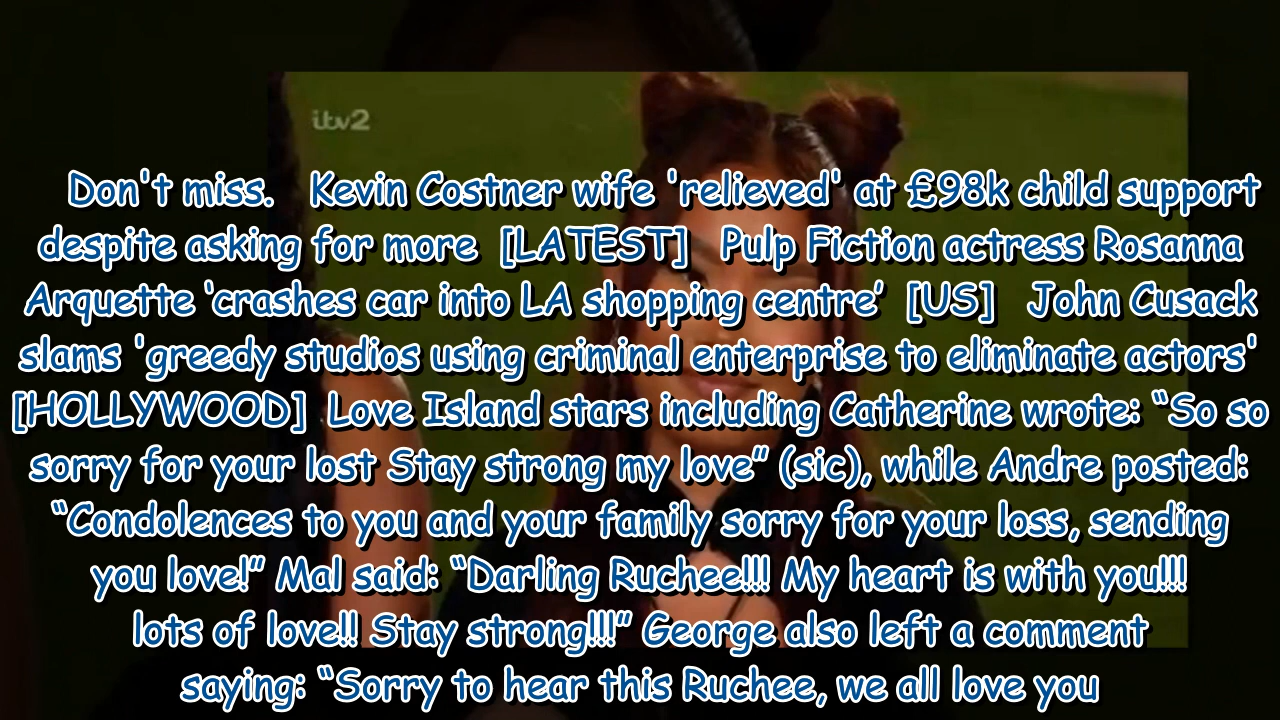 itv2
Don't miss. Kevin Costner wife 'relieved' at £98k child support
despite asking for more [LATEST] Pulp Fiction actress Rosanna
Arquette ‘crashes car into LA shopping centre’ [US] John Cusack
slams 'greedy studios using criminal enterprise to eliminate actors'
[HOLLYWOOD] Love Island stars including Catherine wrote: “So so
sorry for your lost Stay strong my love” (sic), while Andre posted:
“Condolences to you and your family sorry for your loss, sending
you love!” Mal said: “Darling Ruchee!!! My heart is with you!!!
lots of love!! Stay strong!!!” George also left a comment
saying: “Sorry to hear this Ruchee, we all love you